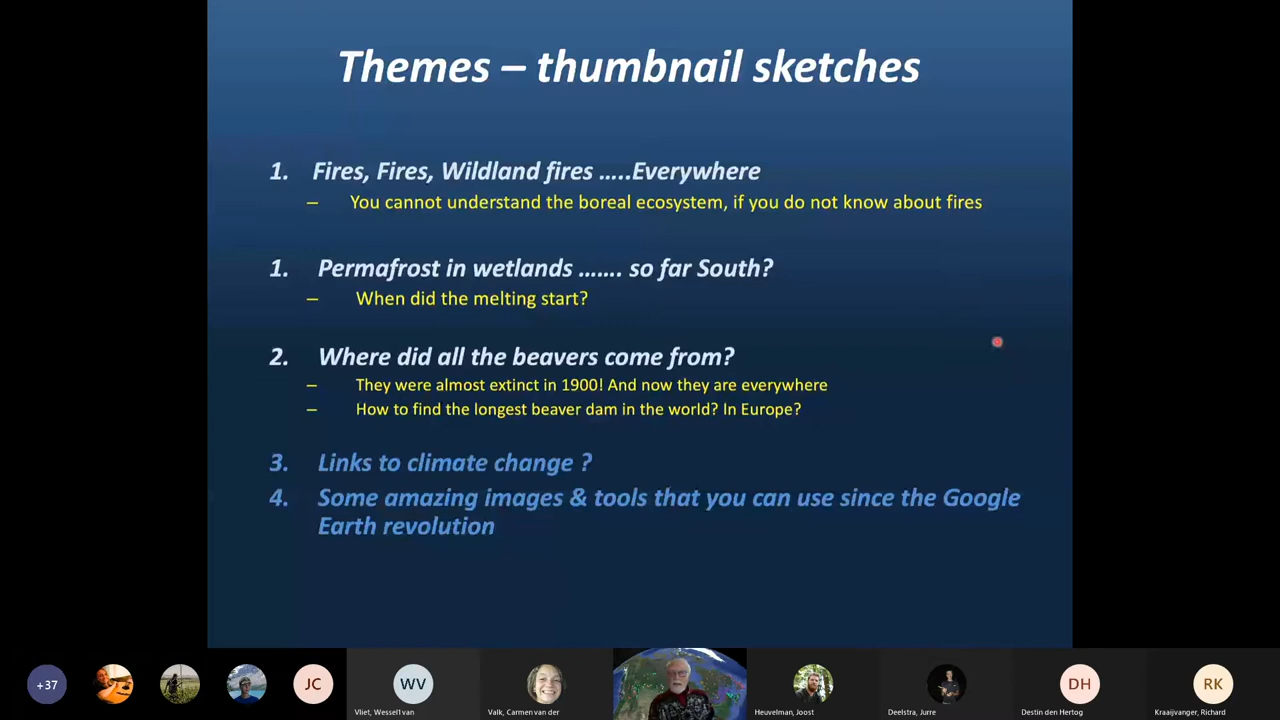 Themes – thumbnail sketches
1. Fires, Fires, Wildland fires …..Everywhere
– You cannot understand the boreal ecosystem, if you do not know about fires
1. Permafrost in wetlands ……. so far South?
– When did the melting start?
2. Where did all the beavers come from?
– They were almost extinct in 1900! And now they are everywhere
– How to find the longest beaver dam in the world? In Europe?
3. Links to climate change ?
4. Some amazing images & tools that you can use since the Google
Earth revolution
+37
JC
WV
DH
RK
Vliet, Wessel1 van
Valk, Carmen van der
Heuvelman, Joost
Deelstra, Jurre
Destin den Hertog
Kraaijvanger, Richard